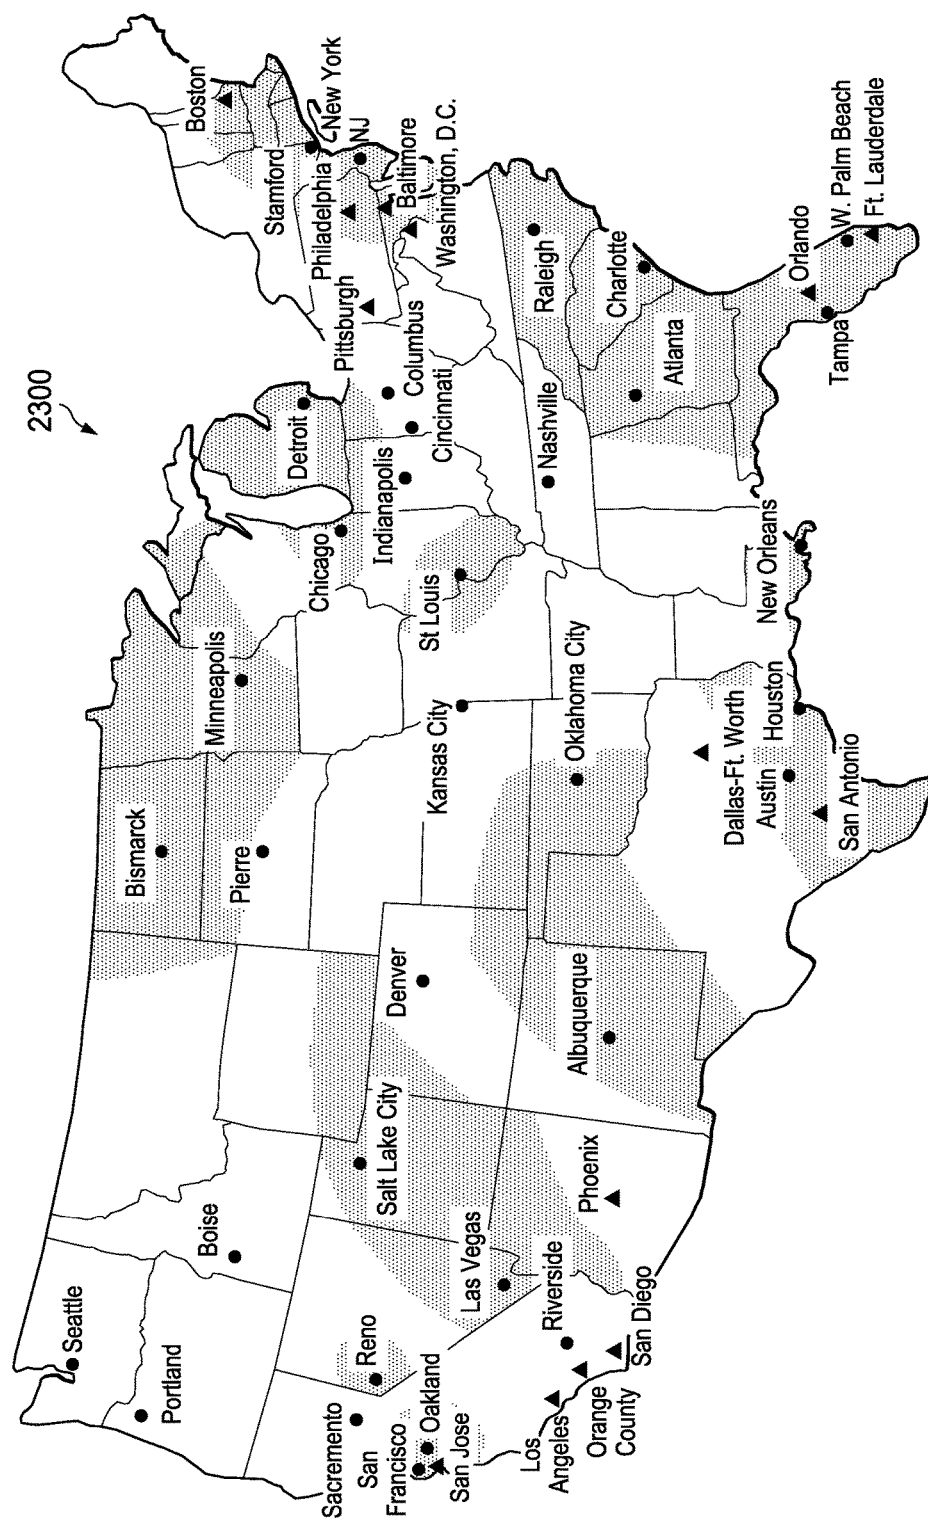 2300
Seattle
Portland
Boise
Bismarck
Pierre
Minneapolis
Detroit
Chicago
Boston
Stamford
New York
NJ
Philadelphia
Baltimore
Washington, D.C.
Pittsburgh
Columbus
Cincinnati
Indianapolis
St Louis
Kansas City
Denver
Salt Lake City
Reno
Sacremento
San
Francisco
Oakland
San Jose
Las Vegas
Los
Angeles
Orange
County
Riverside
San Diego
Phoenix
Albuquerque
Oklahoma City
Nashville
Raleigh
Charlotte
Atlanta
Dallas-Ft. Worth
Austin
Houston
San Antonio
New Orleans
Orlando
Tampa
W. Palm Beach
Ft. Lauderdale